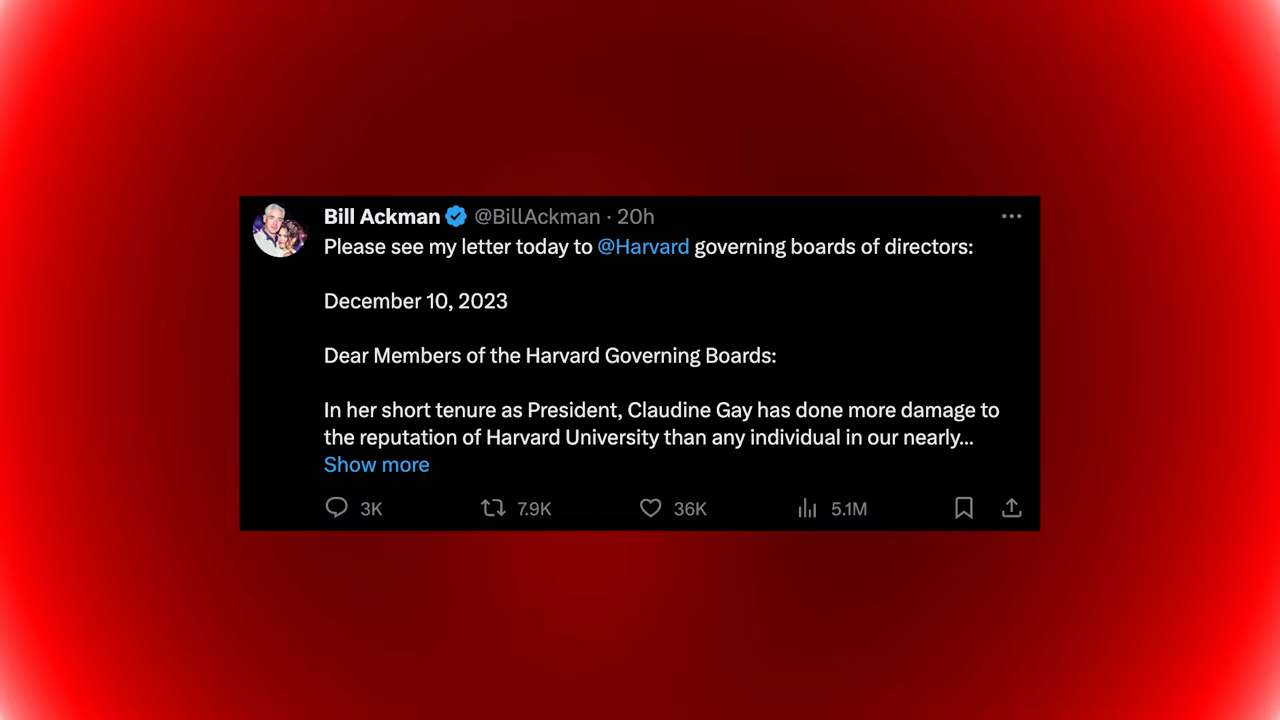 Bill Ackman @BillAckman · 20h
Please see my letter today to @Harvard governing boards of directors:
December 10, 2023
Dear Members of the Harvard Governing Boards:
In her short tenure as President, Claudine Gay has done more damage to
the reputation of Harvard University than any individual in our nearly...
Show more
3K 7.9K 36K 5.1M